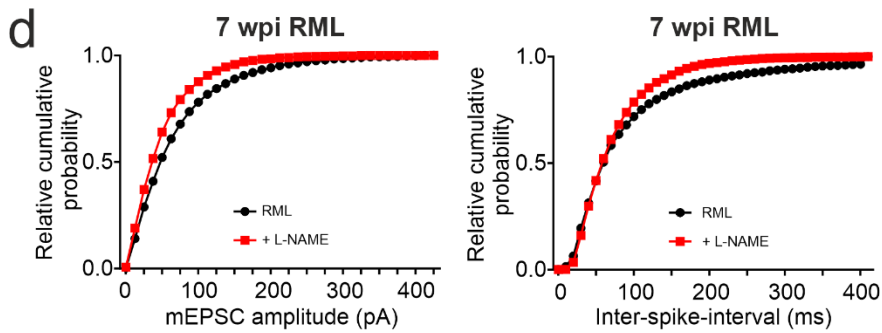 d
7 wpi RML
Relative cumulative
probability
1.0
0.5
0.0
RML
+ L-NAME
0
100
200
300
400
mEPSC amplitude (pA)
7 wpi RML
Relative cumulative
probability
1.0
0.5
0.0
RML
+ L-NAME
0
100
200
300
400
Inter-spike-interval (ms)